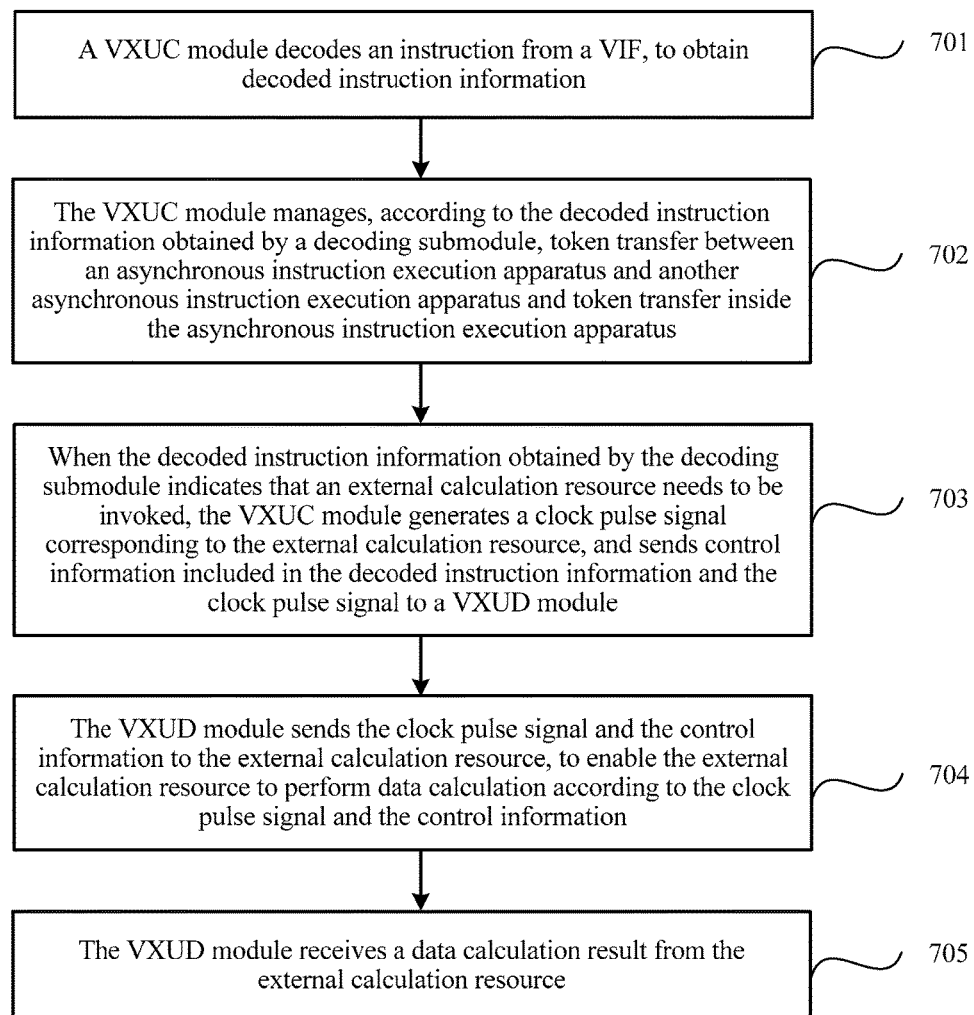 A VXUC module decodes an instruction from a VIF, to obtain
decoded instruction information
701
The VXUC module manages, according to the decoded instruction
information obtained by a decoding submodule, token transfer between
an asynchronous instruction execution apparatus and another
asynchronous instruction execution apparatus and token transfer inside
the asynchronous instruction execution apparatus
702
When the decoded instruction information obtained by the decoding
submodule indicates that an external calculation resource needs to be
invoked, the VXUC module generates a clock pulse signal
corresponding to the external calculation resource, and sends control
information included in the decoded instruction information and the
clock pulse signal to a VXUD module
703
The VXUD module sends the clock pulse signal and the control
information to the external calculation resource, to enable the external
calculation resource to perform data calculation according to the clock
pulse signal and the control information
704
The VXUD module receives a data calculation result from the
external calculation resource
705